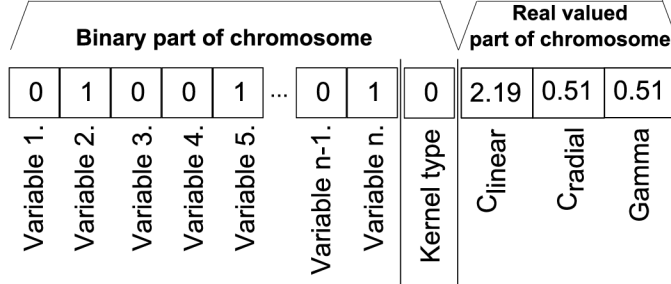 Real valued
part of chromosome
Binary part of chromosome
0 1 0 0 1 ... 0 1 0 2.19 0.51 0.51
Variable 1.
Variable 2.
Variable 3.
Variable 4.
Variable 5.
Variable n-1.
Variable n.
Kernel type
Clinear
Cradial
Gamma